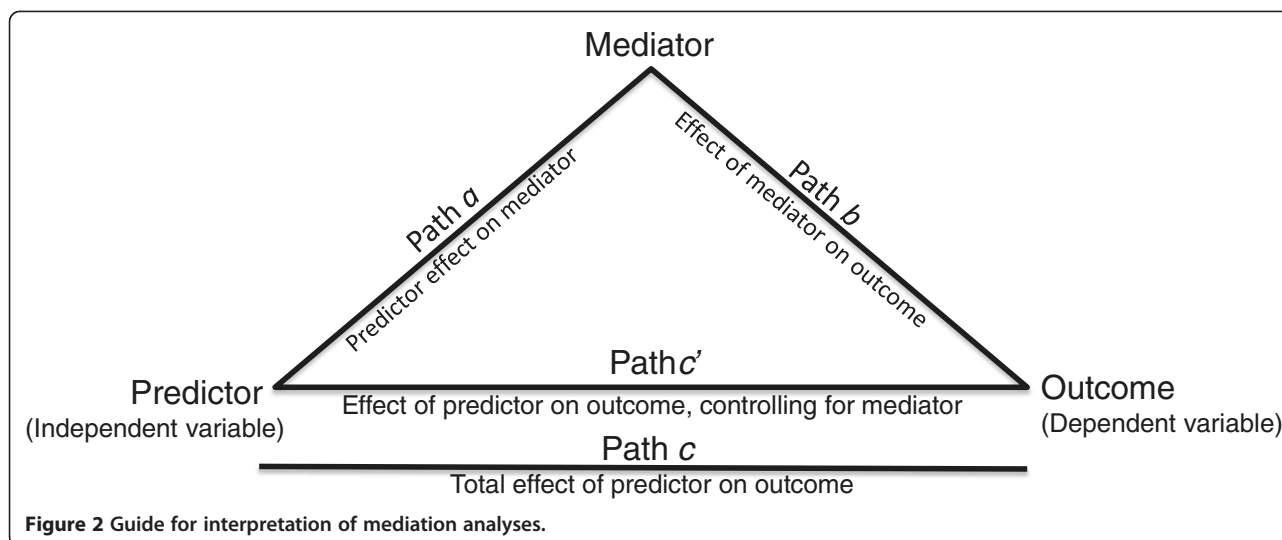 Mediator
Path a
Predictor effect on mediator
Path b
Effect of mediator on outcome
Predictor
(Independent variable)
Path c'
Effect of predictor on outcome, controlling for mediator
Outcome
(Dependent variable)
Path c
Total effect of predictor on outcome
Figure 2 Guide for interpretation of mediation analyses.